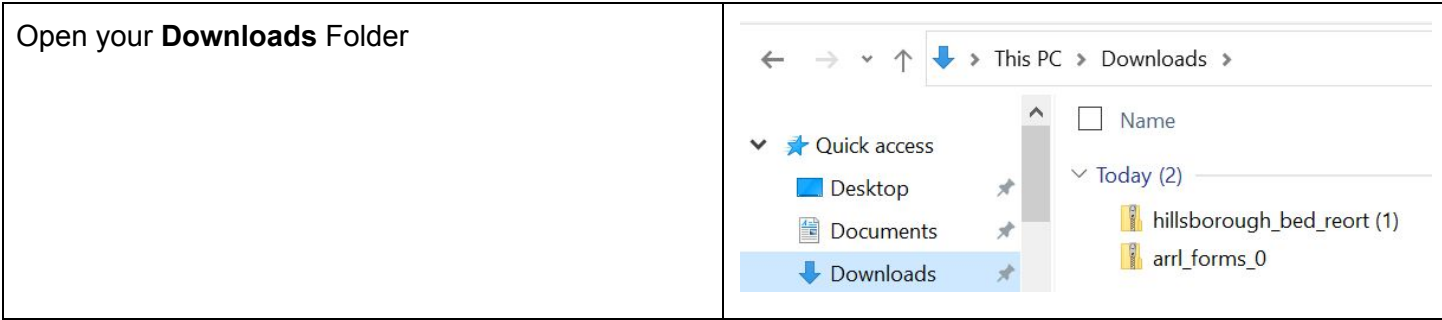 Open your Downloads Folder
This PC > Downloads >
Name
Quick access
Today (2)
Desktop
hillsborough_bed_reort (1)
Documents
arrl_forms_0
Downloads